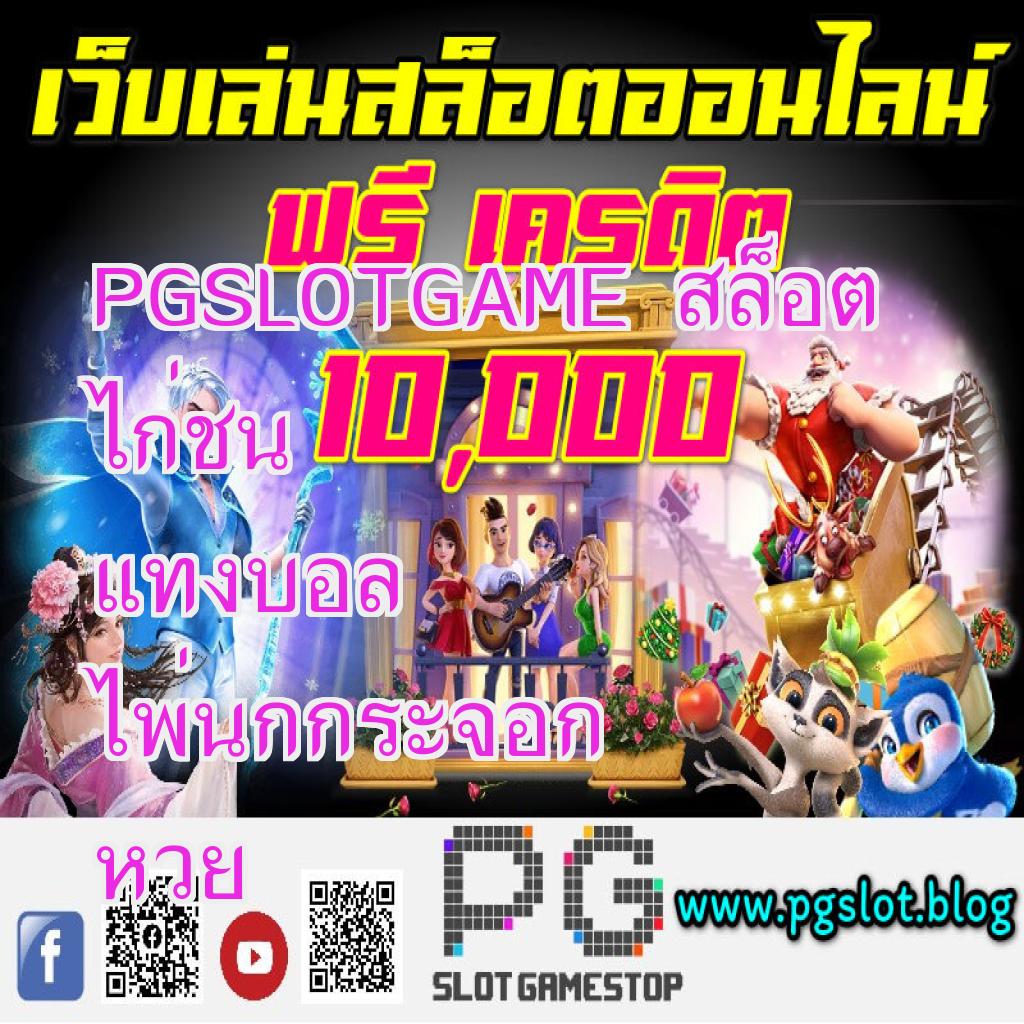 เว็บเล่นสล็อตออนไลน์
ฟรี เครดิต
PGSLOTGAME สล็อต
ไก่ชน
10,000
แทงบอล
ไพ่นกกระจอก
หวย
PG
www.pgslot.blog
SLOT GAMESTOP